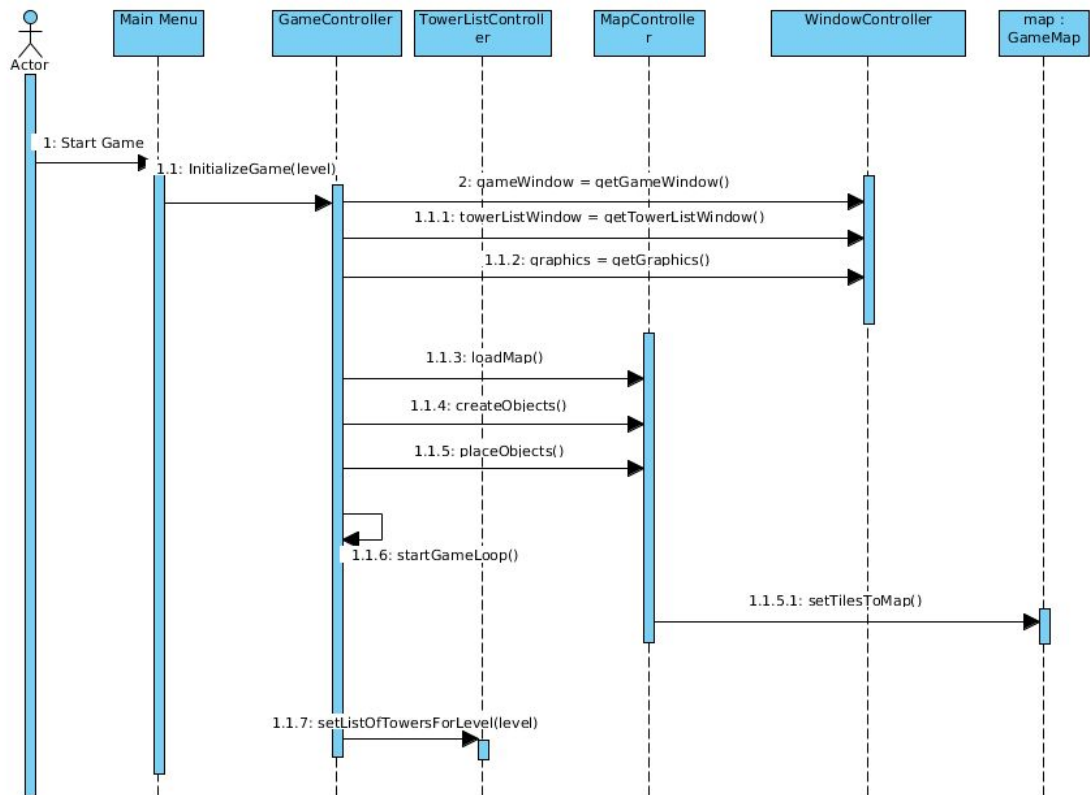 Main Menu
GameController
TowerListControll
er
MapControlle
r
WindowController
map :
GameMap
Actor
1: Start Game
1.1: InitializeGame(level)
2: gameWindow = getGameWindow()
1.1.1: towerListWindow = getTowerListWindow()
1.1.2: graphics = getGraphics()
1.1.3: loadMap()
1.1.4: createObjects()
1.1.5: placeObjects()
1.1.6: startGameLoop()
1.1.5.1: setTilesToMap()
1.1.7: setListOfTowersForLevel(level)